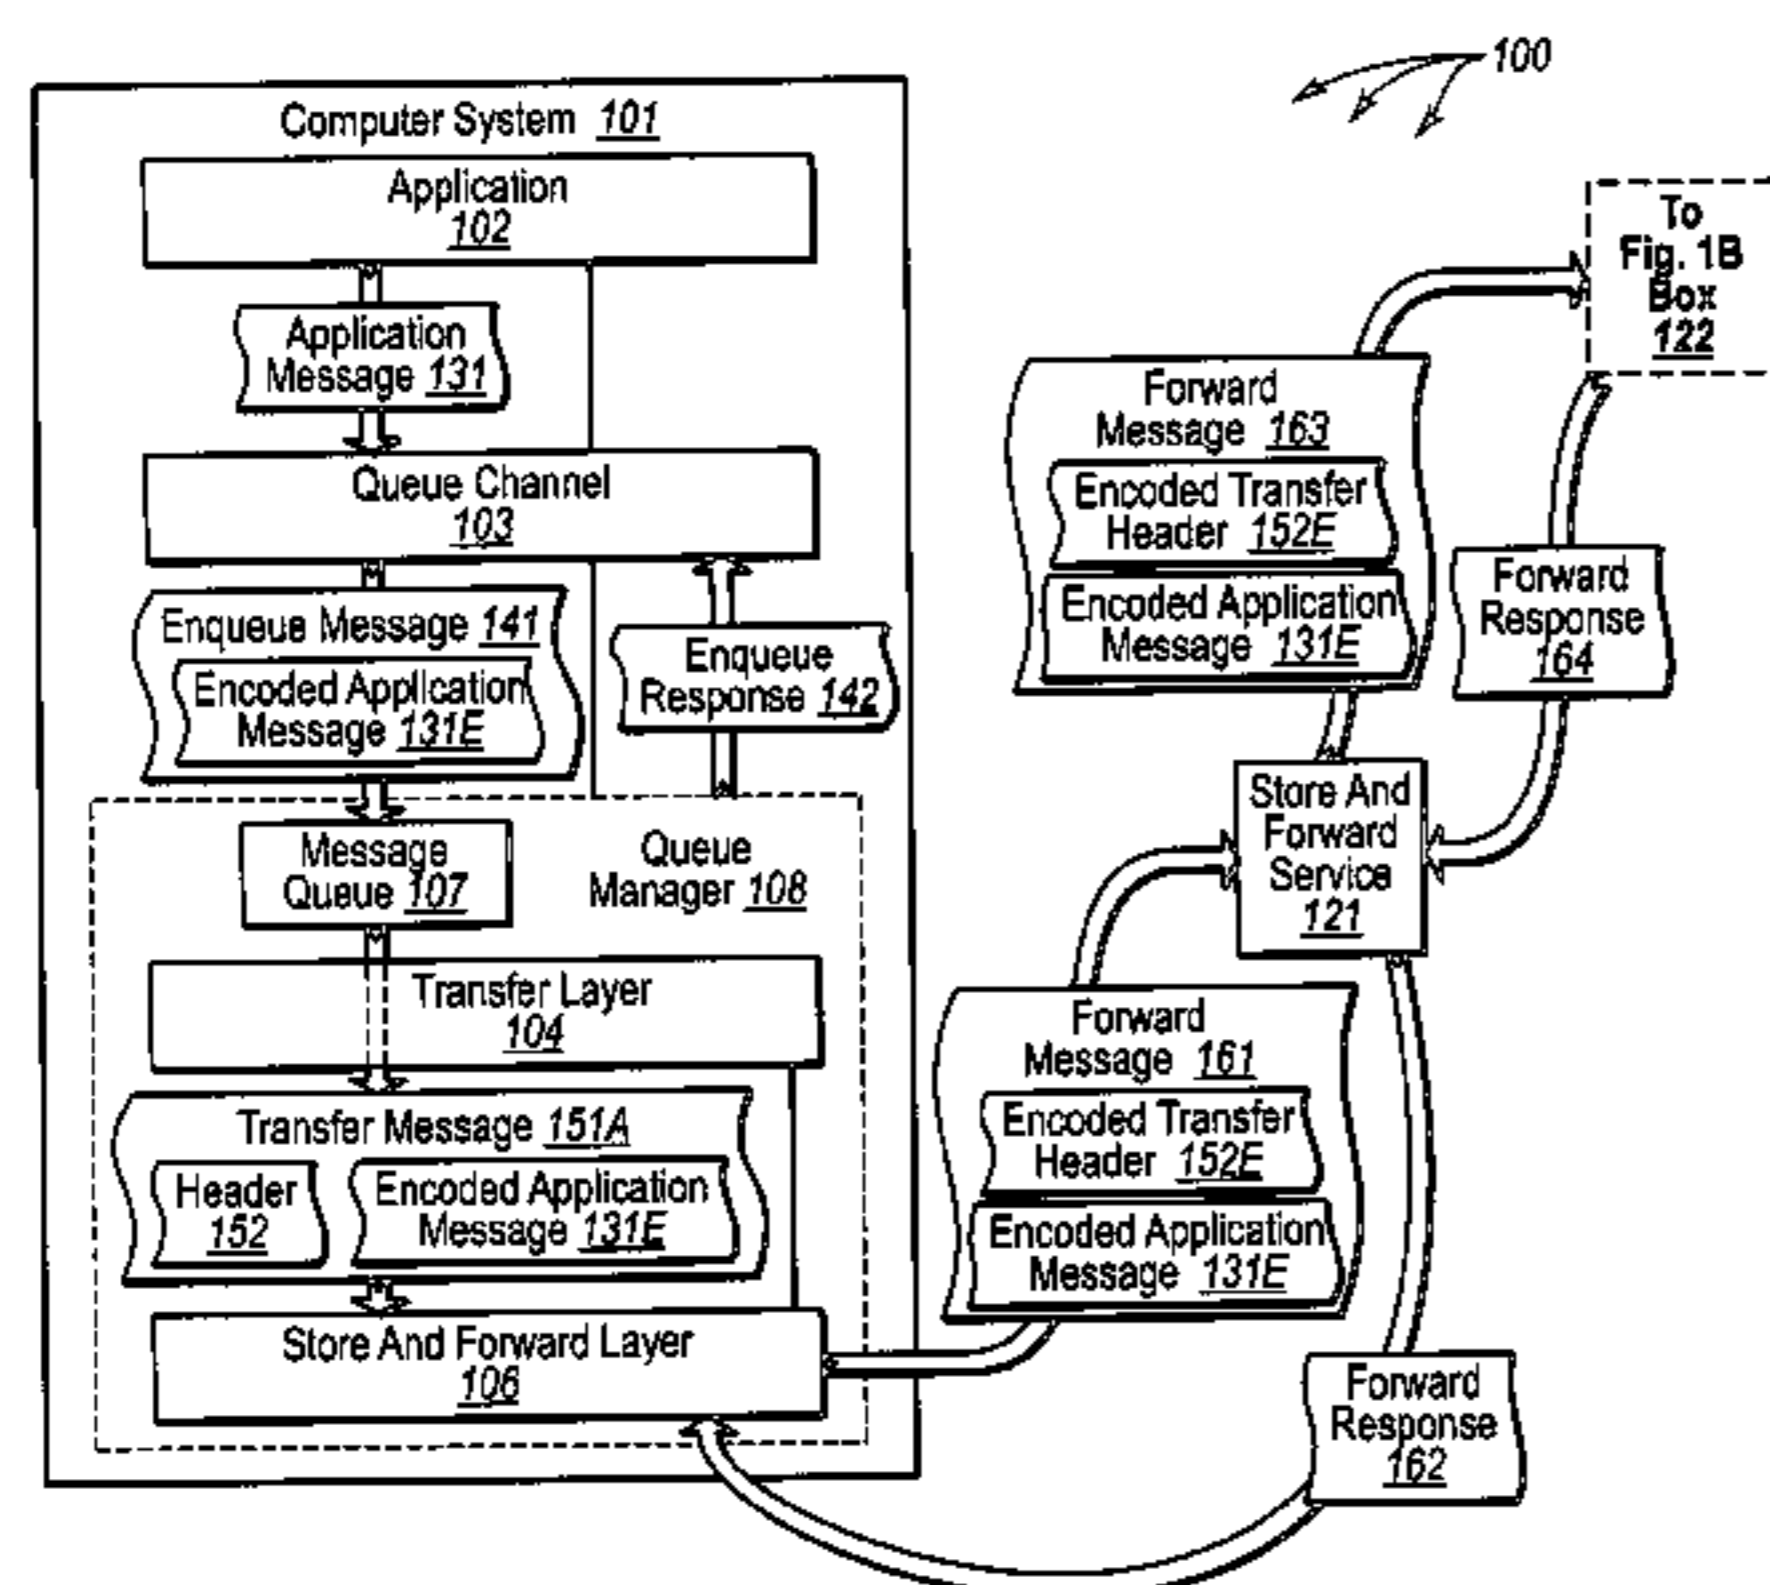 100
Computer System 101
Application
102
Application
Message 131
Queue Channel
103
Enqueue Message 141
Encoded Application
Message 131E
Enqueue
Response 142
Message
Queue 107
Queue
Manager 108
Transfer Layer
104
Transfer Message 151A
Header
152
Encoded Application
Message 131E
Store And Forward Layer
106
To
Fig. 1B
Box
122
Forward
Message 163
Encoded Transfer
Header 152E
Encoded Application
Message 131E
Forward
Response
164
Store And
Forward
Service
121
Forward
Message 161
Encoded Transfer
Header 152E
Encoded Application
Message 131E
Forward
Response
162